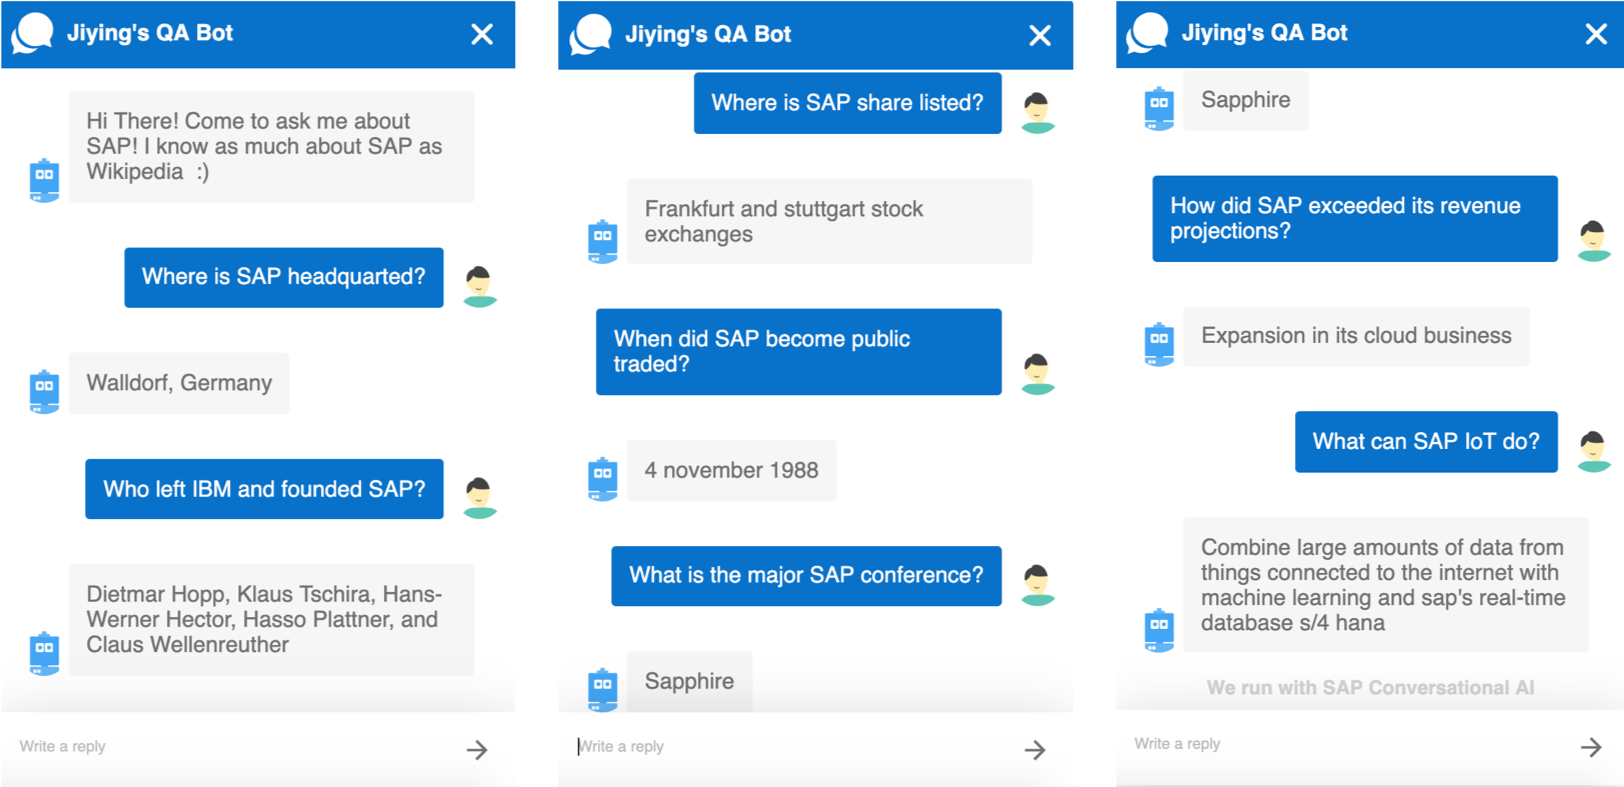 Jiying's QA Bot
Hi There! Come to ask me about
SAP! I know as much about SAP as
Wikipedia :)
Where is SAP headquarted?
Walldorf, Germany
Who left IBM and founded SAP?
Dietmar Hopp, Klaus Tschira, Hans-
Werner Hector, Hasso Plattner, and
Claus Wellenreuther
Write a reply
Jiying's QA Bot
Where is SAP share listed?
Frankfurt and stuttgart stock
exchanges
When did SAP become public
traded?
4 november 1988
What is the major SAP conference?
Sapphire
Write a reply
Jiying's QA Bot
Sapphire
How did SAP exceeded its revenue
projections?
Expansion in its cloud business
What can SAP IoT do?
Combine large amounts of data from
things connected to the internet with
machine learning and sap's real-time
database s/4 hana
We run with SAP Conversational AI
Write a reply